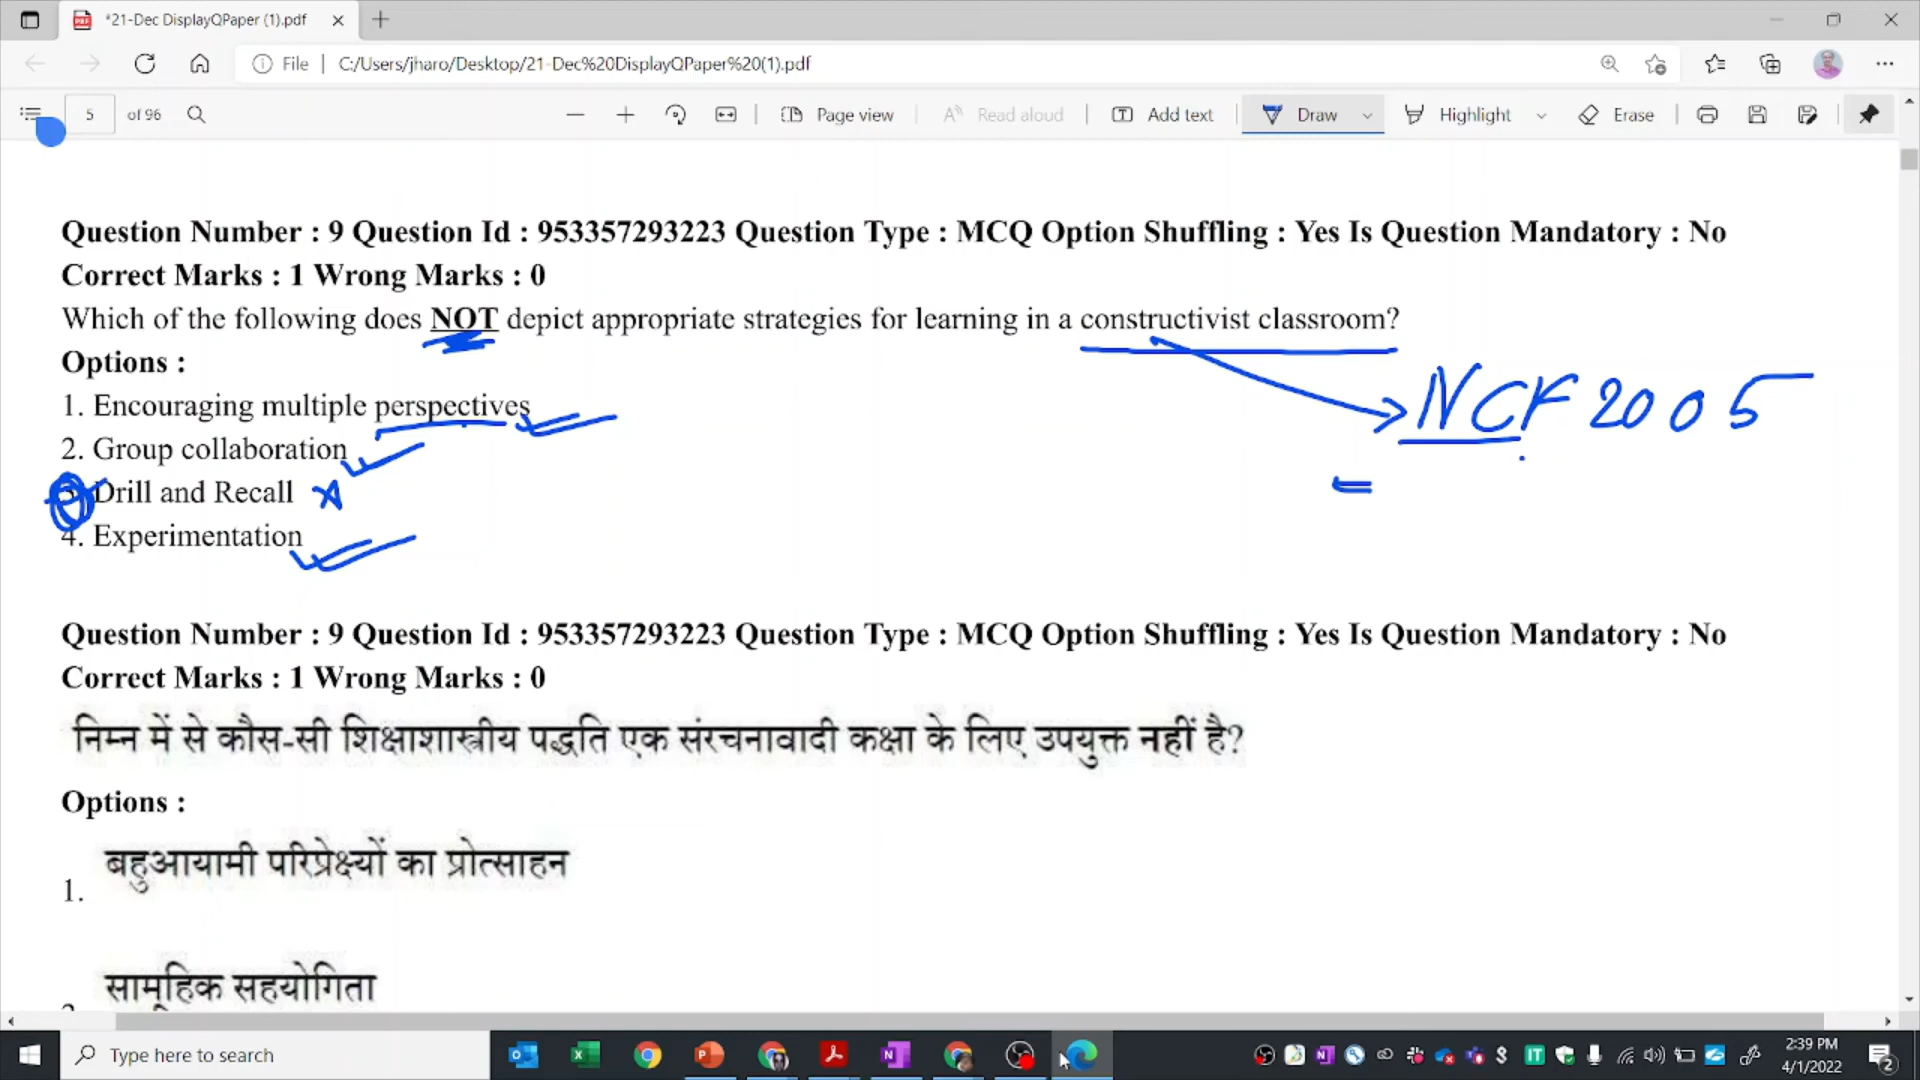 *21-Dec DisplayQPaper (1).pdf
File | C:/Users/jharo/Desktop/21-Dec%20DisplayQPaper%20(1).pdf
5 of 96 Page view Read aloud Add text Draw Highlight Erase
Question Number : 9 Question Id : 953357293223 Question Type : MCQ Option Shuffling : Yes Is Question Mandatory : No
Correct Marks : 1 Wrong Marks : 0
Which of the following does NOT depict appropriate strategies for learning in a constructivist classroom?
Options :
1. Encouraging multiple perspectives
NCF 2005
2. Group collaboration
3. Drill and Recall
4. Experimentation
Question Number : 9 Question Id : 953357293223 Question Type : MCQ Option Shuffling : Yes Is Question Mandatory : No
Correct Marks : 1 Wrong Marks : 0
निम्न में से कौस-सी शिक्षाशास्त्रीय पद्धति एक संरचनावादी कक्षा के लिए उपयुक्त नहीं है?
Options :
बहुआयामी परिप्रेक्ष्यों का प्रोत्साहन
1.
सामूहिक सहयोगिता
Type here to search
2:39 PM
4/1/2022
2